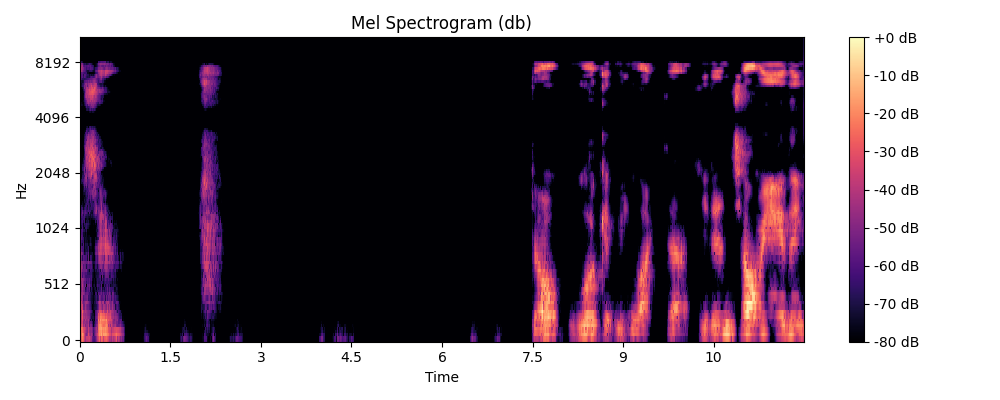 Mel Spectrogram (db)
8192
4096
2048
1024
512
0
Hz
0 1.5 3 4.5 6 7.5 9 10
Time
+0 dB
-10 dB
-20 dB
-30 dB
-40 dB
-50 dB
-60 dB
-70 dB
-80 dB